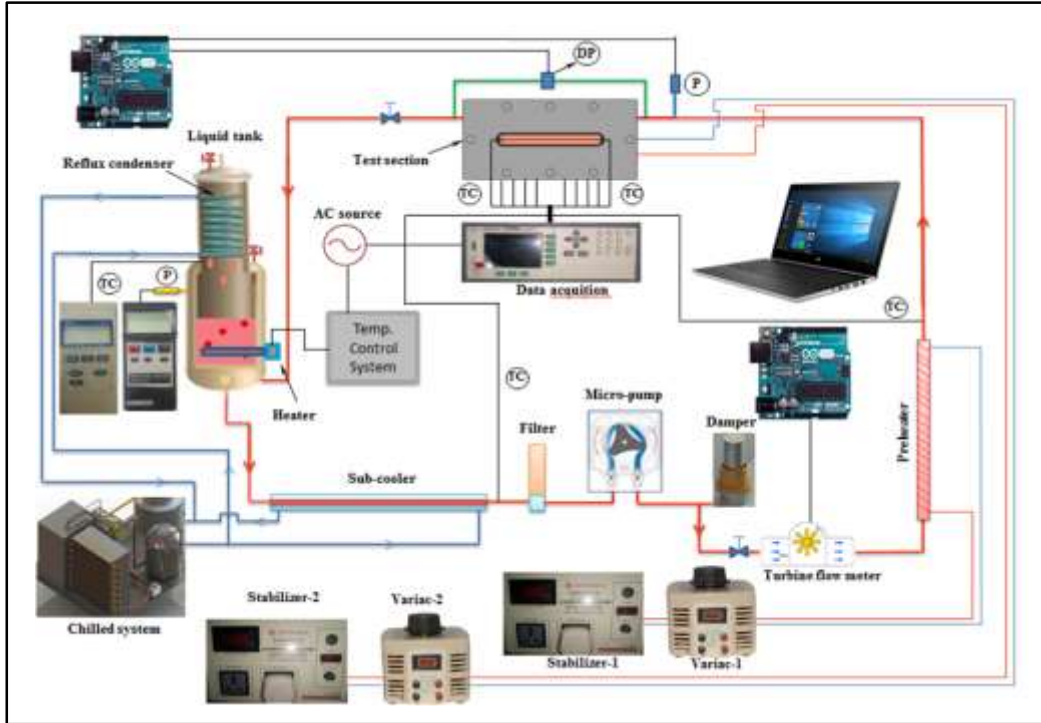 DP
P
Liquid tank
Reflux condenser
Test section
TC
TC
AC source
TC
P
Data acqution
TC
Temp.
Control
System
TC
Heater
Micro-pump
Damper
Filter
Preheater
Sub-cooler
Turbine flow meter
Stabilizer-2
Variac-2
Chilled system
Stabilizer-1
Variac-1